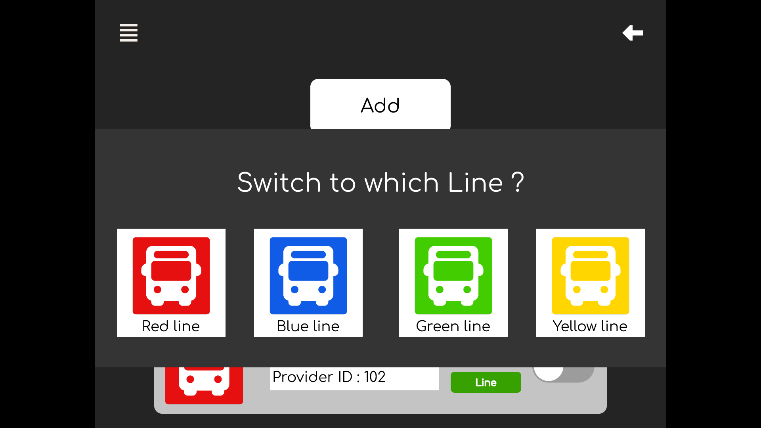 Add
Switch to which Line ?
Red line
Blue line
Green line
Yellow line
Provider ID : 102
Line